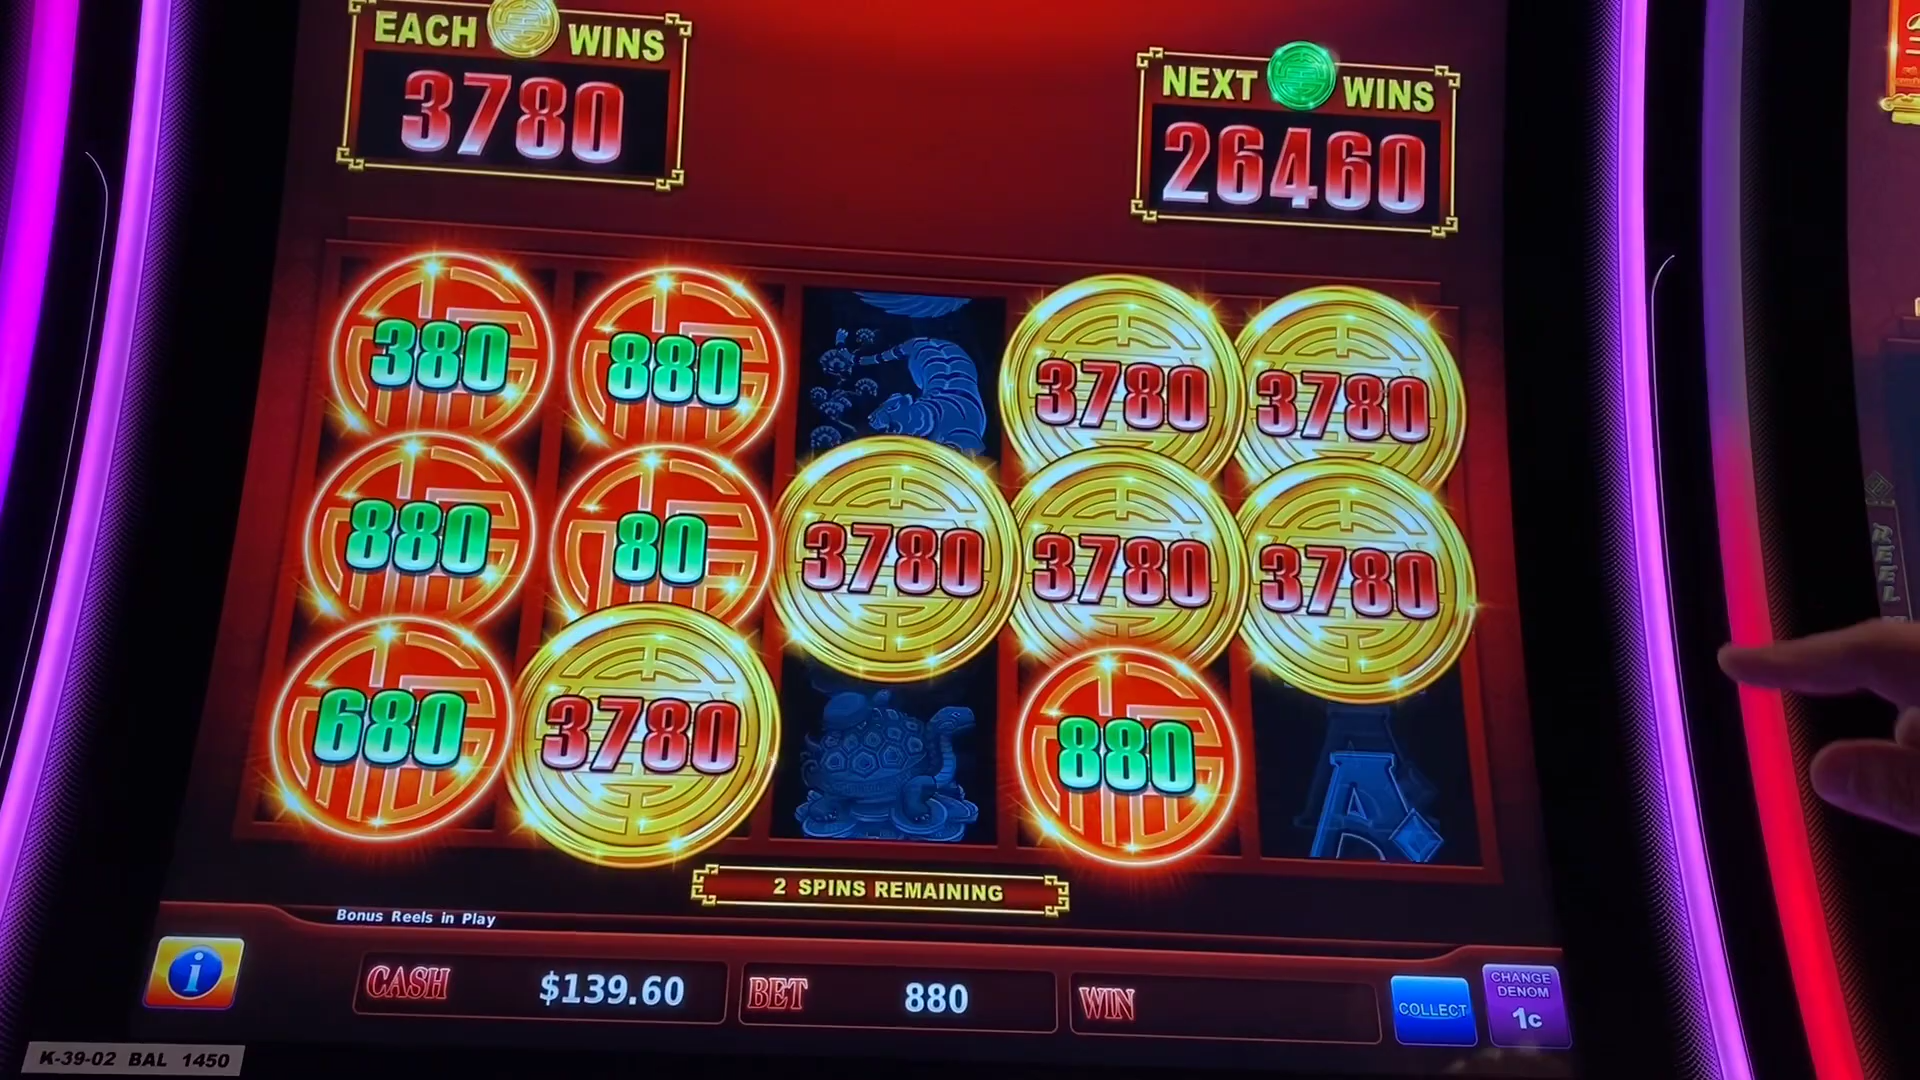 EACH WINS
3780
NEXT WINS
26460
380 880 3780 3780
880 80 3780 3780 3780
680 3780 880
A
2 SPINS REMAINING
Bonus Reels in Play
i
CASH $139.60 BET 880 WIN
COLLECT
CHANGE
DENOM
1c
K-39-02 BAL 1450
REEL